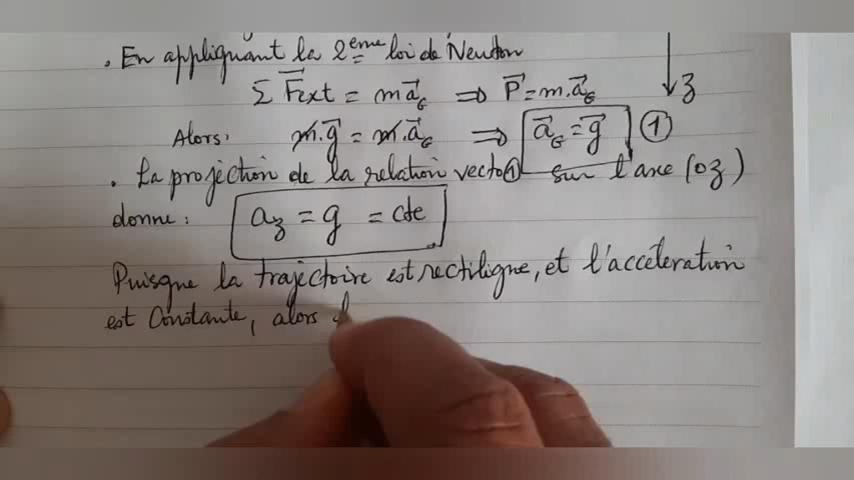 . En appliquant la 2ème loi de Newton
z
Σ F⃗ext = m a⃗G ⇒ P⃗ = m.a⃗G
Alors: m.g⃗ = m.a⃗G ⇒ a⃗G = g⃗ ①
. La projection de la relation vecto① sur l'axe (oz)
donne: az = g = cte
Puisque la trajectoire est rectiligne, et l'accéleration
est Constante, alors